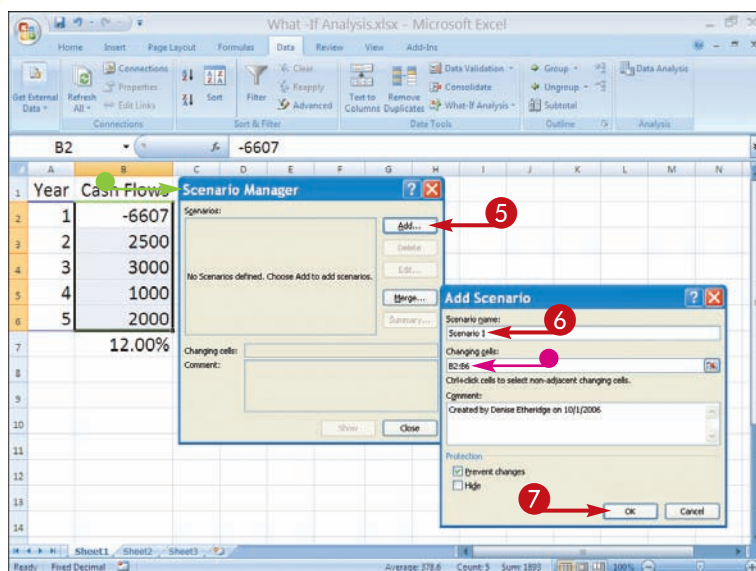 What -If Analysis.xlsx - Microsoft Excel
Home Insert Page Layout Formulas Data Review View Add-Ins
Get External Data
Refresh All
Connections
Properties
Edit Links
Connections
Sort
Filter
Clear
Reapply
Advanced
Sort & Filter
Text to Columns
Remove Duplicates
Data Validation
Consolidate
What-If Analysis
Data Tools
Group
Ungroup
Subtotal
Outline
Data Analysis
Analysis
B2 fx -6607
A B C D E F G H I J K L M N
1 Year Cash Flows
2 1 -6607
3 2 2500
4 3 3000
5 4 1000
6 5 2000
7 12.00%
8
9
10
11
12
13
14
Scenario Manager
Scenarios:
No Scenarios defined. Choose Add to add scenarios.
Add...
Delete
Edit...
Merge...
Summary...
Changing cells:
Comment:
Show Close
5
Add Scenario
Scenario name:
Scenario 1
6
Changing cells:
B2:B6
Ctrl+click cells to select non-adjacent changing cells.
Comment:
Created by Denise Etheridge on 10/1/2006
Protection
Prevent changes
Hide
7
OK Cancel
Sheet1 Sheet2 Sheet3
Ready Fixed Decimal Average: 378.6 Count: 5 Sum: 1893 100%